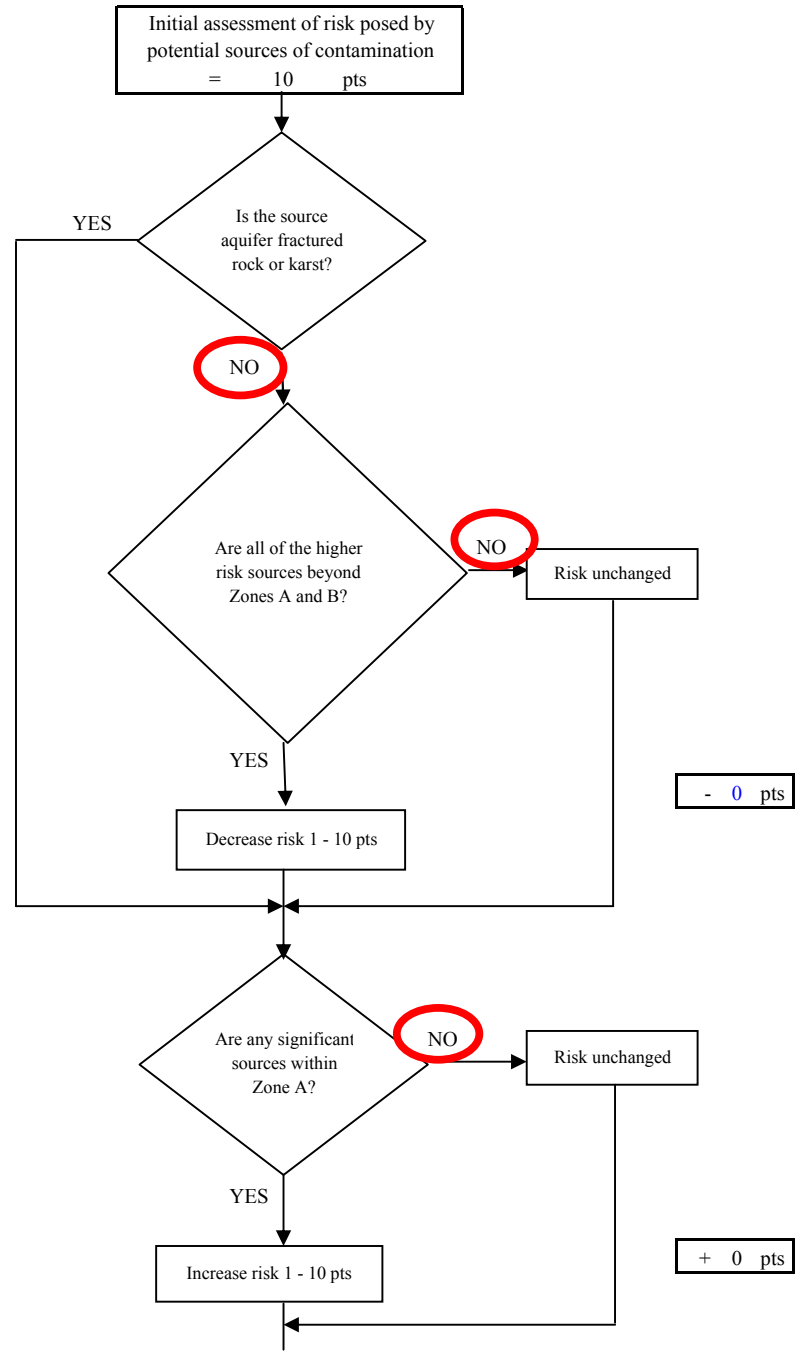 Initial assessment of risk posed by
potential sources of contamination
= 10 pts
YES
Is the source
aquifer fractured
rock or karst?
NO
Are all of the higher
risk sources beyond
Zones A and B?
NO
Risk unchanged
YES
- 0 pts
Decrease risk 1 - 10 pts
Are any significant
sources within
Zone A?
NO
Risk unchanged
YES
+ 0 pts
Increase risk 1 - 10 pts